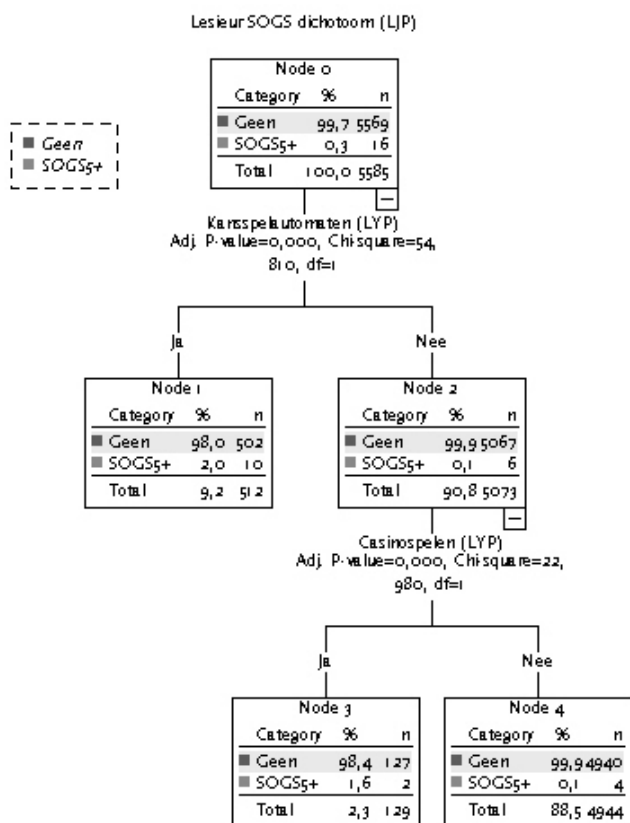 Lesieur SOGS dichotoom (LJP)
Geen
SOGS5+
Node 0
Category % n
Geen 99,7 5569
SOGS5+ 0,3 16
Total 100,0 5585
Kansspelautomaten (LYP)
Adj. P-value=0,000, Chi-square=54,
810, df=1
Ja
Nee
Node 1
Category % n
Geen 98,0 502
SOGS5+ 2,0 10
Total 9,2 512
Node 2
Category % n
Geen 99,9 5067
SOGS5+ 0,1 6
Total 90,8 5073
Casinospelen (LYP)
Adj. P-value=0,000, Chi-square=22,
980, df=1
Ja
Nee
Node 3
Category % n
Geen 98,4 127
SOGS5+ 1,6 2
Total 2,3 129
Node 4
Category % n
Geen 99,9 4940
SOGS5+ 0,1 4
Total 88,5 4944